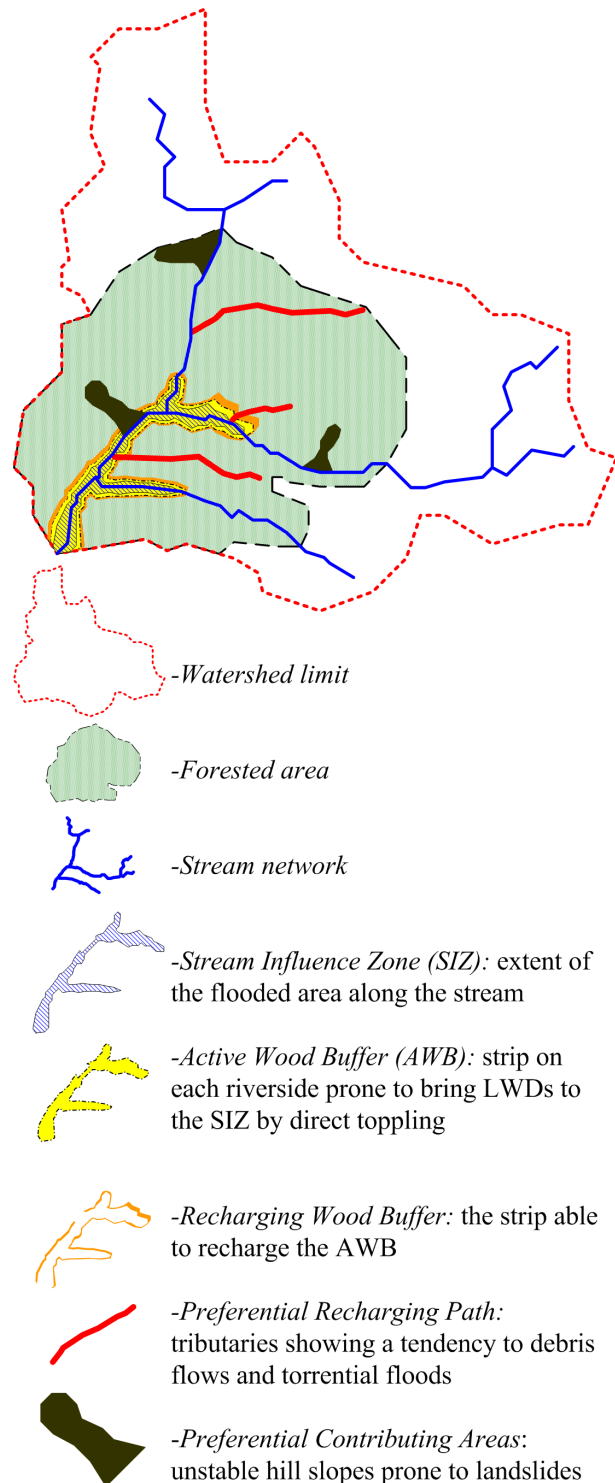 -Watershed limit
-Forested area
-Stream network
-Stream Influence Zone (SIZ): extent of
the flooded area along the stream
-Active Wood Buffer (AWB): strip on
each riverside prone to bring LWDs to
the SIZ by direct toppling
-Recharging Wood Buffer: the strip able
to recharge the AWB
-Preferential Recharging Path:
tributaries showing a tendency to debris
flows and torrential floods
-Preferential Contributing Areas:
unstable hill slopes prone to landslides